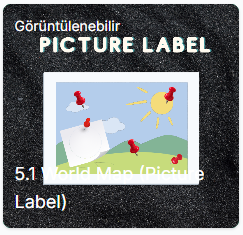 Görüntülenebilir
PICTURE LABEL
5.1 World Map (Picture
Label)